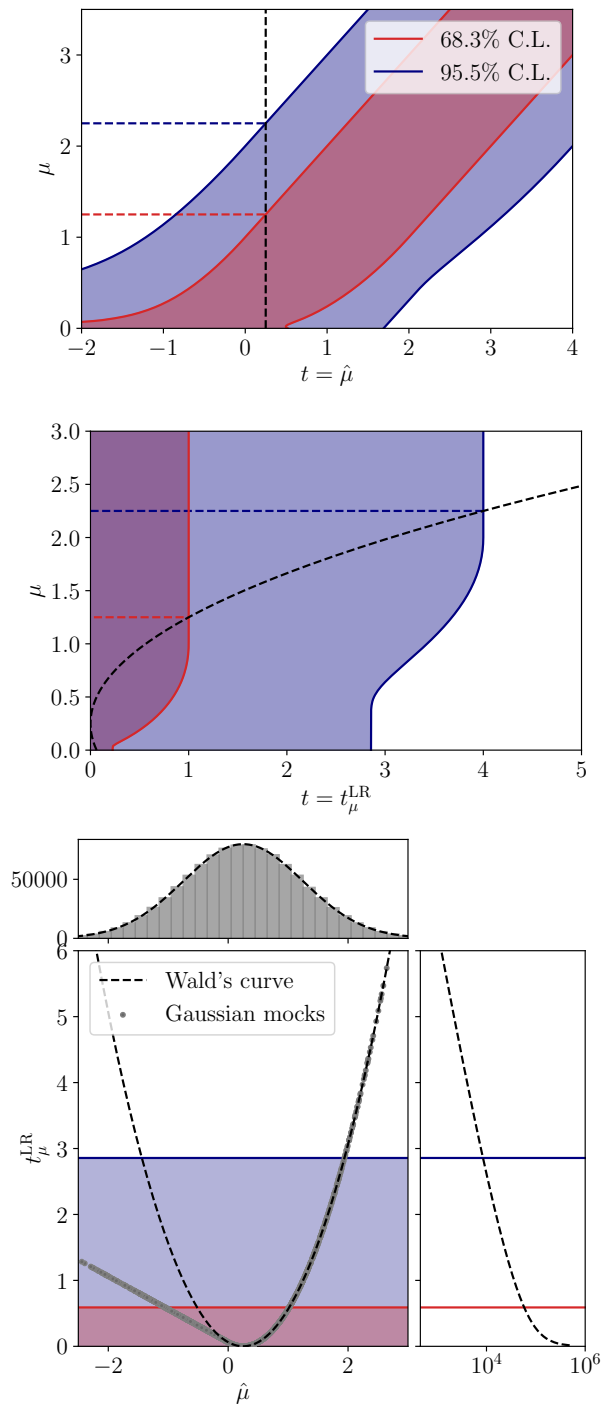 3
2
1
0
μ
68.3% C.L.
95.5% C.L.
−2 −1 0 1 2 3 4
t = μ̂
3.0
2.5
2.0
1.5
1.0
0.5
0.0
μ
0 1 2 3 4 5
t = t_μ^LR
50000
0
6
5
4
3
2
1
0
t_μ^LR
Wald's curve
Gaussian mocks
−2 0 2
μ̂
10^4 10^6